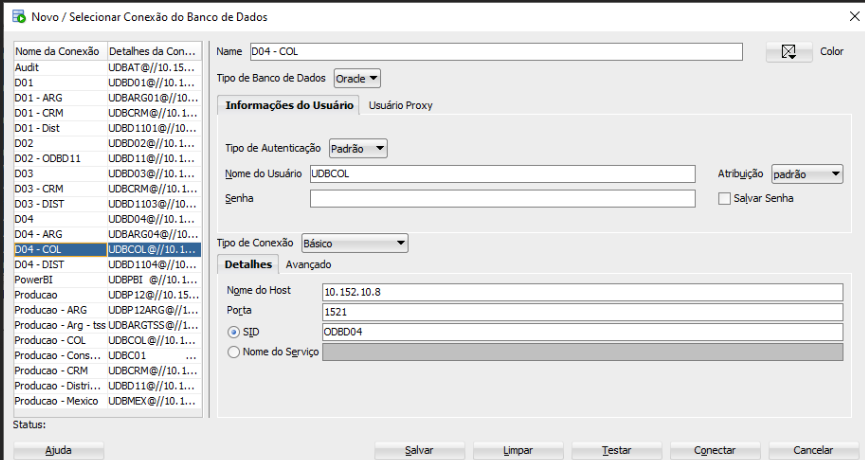 Novo / Selecionar Conexão do Banco de Dados
Nome da Conexão Detalhes da Con...
Audit UDBAT@//10.15...
D01 UDBD01@//10.1...
D01 - ARG UDBARG01@//10...
D01 - CRM UDBCRM@//10.1...
D01 - Dist UDBD1101@//10...
D02 UDBD02@//10.1...
D02 - ODBD11 UDBD11@//10.1...
D03 UDBD03@//10.1...
D03 - CRM UDBCRM@//10.1...
D03 - DIST UDBD1103@//10...
D04 UDBD04@//10.1...
D04 - ARG UDBARG04@//10...
D04 - COL UDBCOL@//10.1...
D04 - DIST UDBD1104@//10...
PowerBI UDBPBI @//10.1...
Producao UDBP12@//10.15...
Producao - ARG UDBP12ARG@//1...
Producao - Arg - tss UDBARGTSS@//1...
Producao - COL UDBCOL@//10.1...
Producao - Cons... UDBC01 ...
Producao - CRM UDBCRM@//10.1...
Producao - Distri... UDBD11@//10.1...
Producao - Mexico UDBMEX@//10.1...
Name D04 - COL Color
Tipo de Banco de Dados Oracle
Informações do Usuário Usuário Proxy
Tipo de Autenticação Padrão
Nome do Usuário UDBCOL Atribuição padrão
Senha Salvar Senha
Tipo de Conexão Básico
Detalhes Avançado
Nome do Host 10.152.10.8
Porta 1521
SID ODBD04
Nome do Serviço
Status:
Ajuda Salvar Limpar Testar Conectar Cancelar